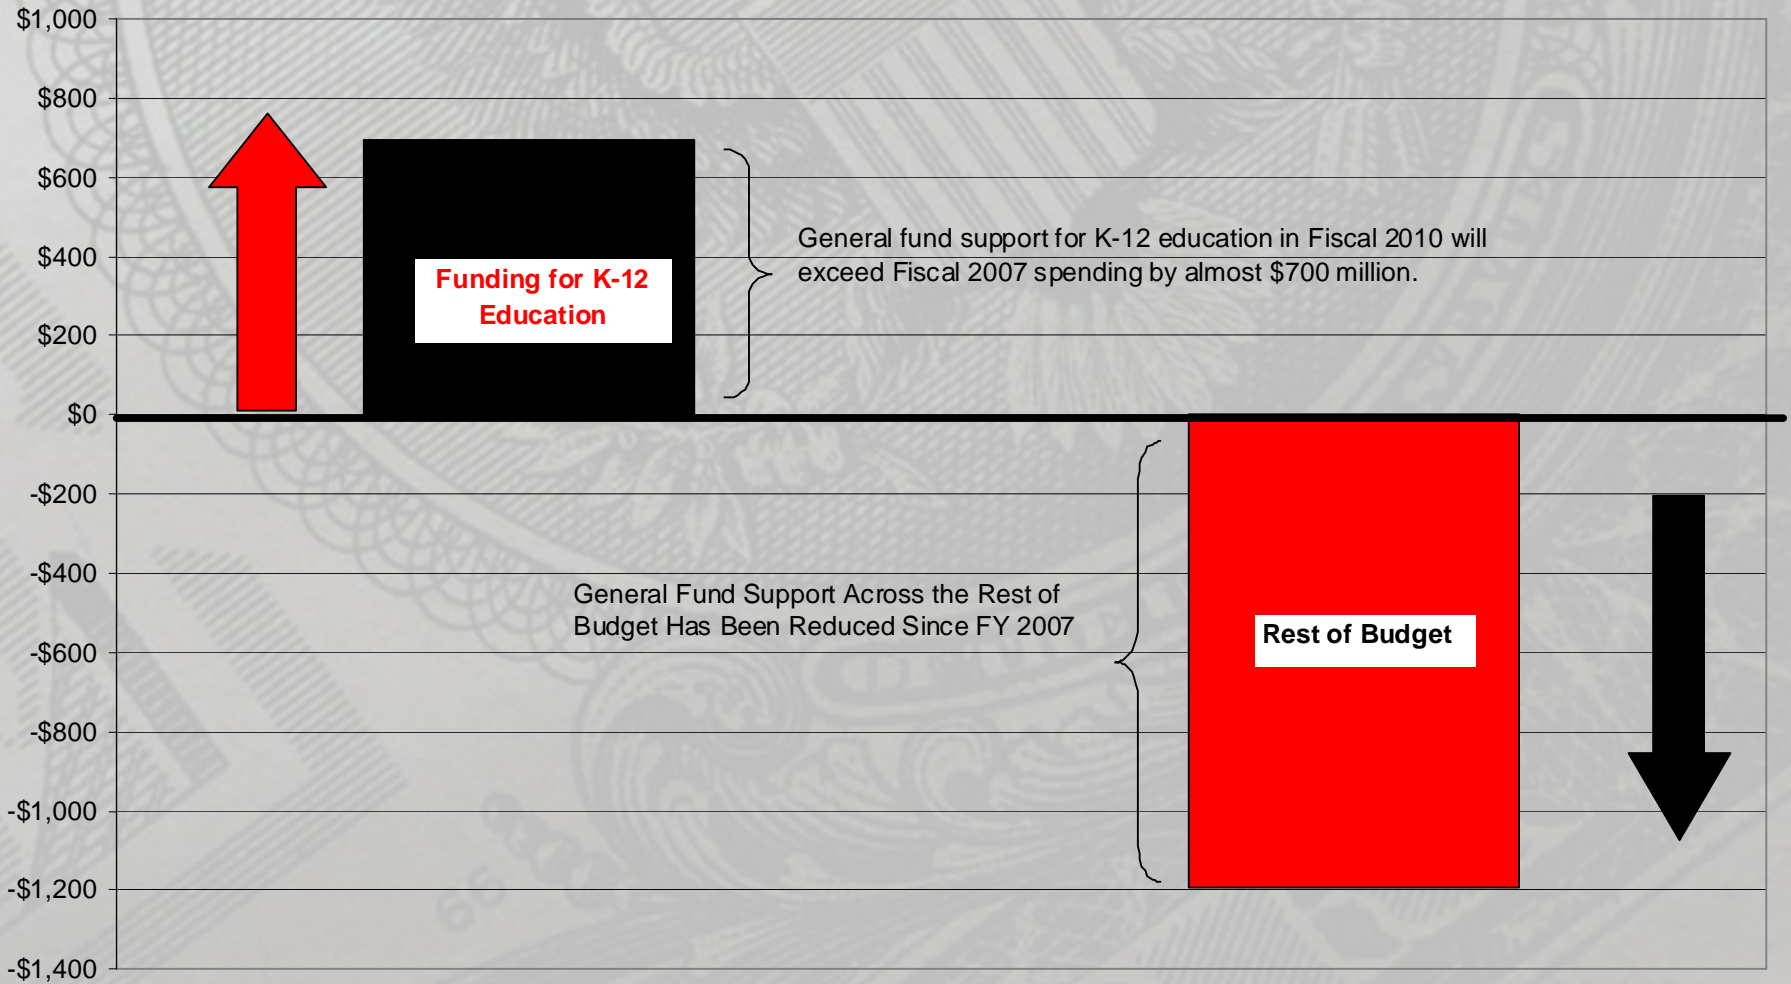 $1,000
$800
$600
$400
$200
$0
-$200
-$400
-$600
-$800
-$1,000
-$1,200
-$1,400
Funding for K-12
Education
General fund support for K-12 education in Fiscal 2010 will
exceed Fiscal 2007 spending by almost $700 million.
General Fund Support Across the Rest of
Budget Has Been Reduced Since FY 2007
Rest of Budget